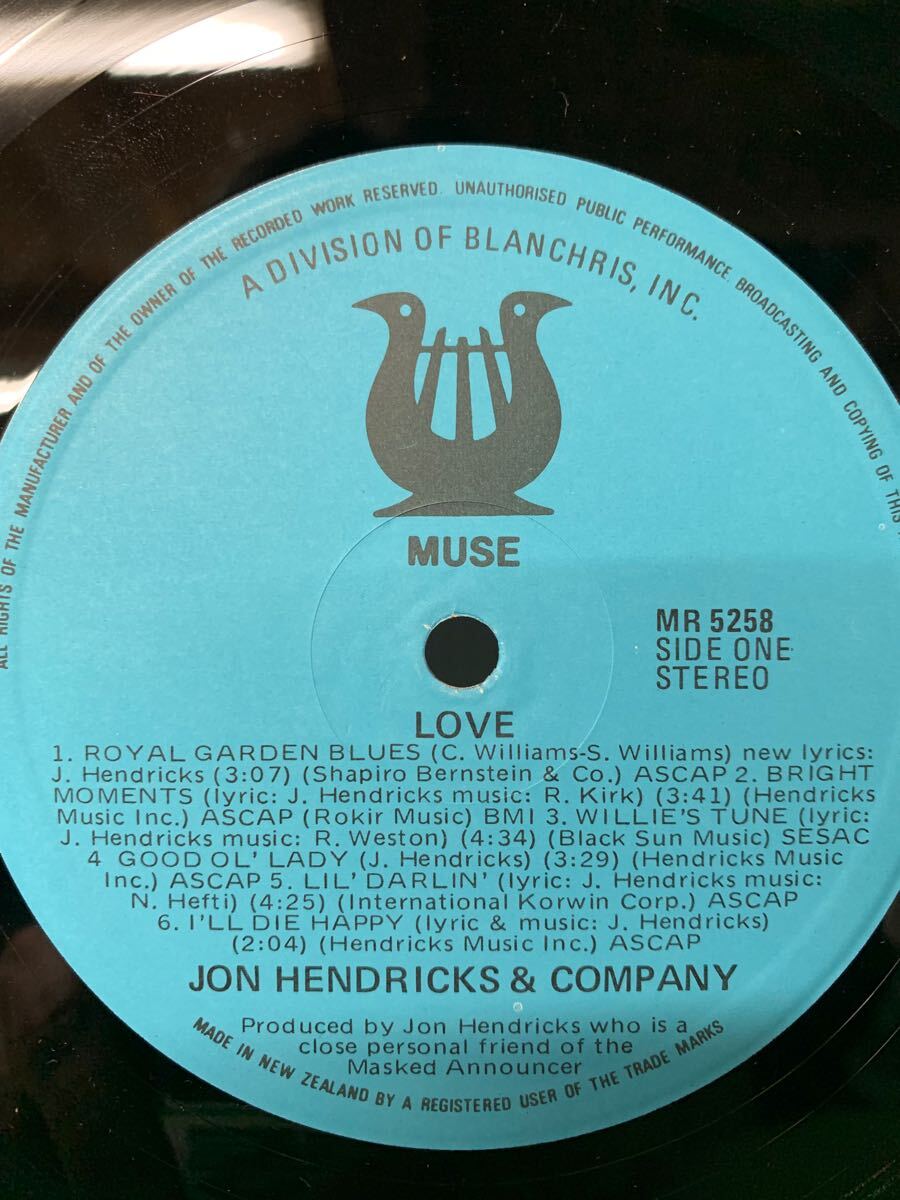 ALL RIGHTS OF THE MANUFACTURER AND OF THE OWNER OF THE RECORDED WORK RESERVED. UNAUTHORISED PUBLIC PERFORMANCE, BROADCASTING AND COPYING OF THIS
A DIVISION OF BLANCHRIS, INC.
MUSE
MR 5258
SIDE ONE
STEREO
LOVE
1. ROYAL GARDEN BLUES (C. Williams-S. Williams) new lyrics:
J. Hendricks (3:07) (Shapiro Bernstein & Co.) ASCAP 2. BRIGHT
MOMENTS (lyric: J. Hendricks music: R. Kirk) (3:41) (Hendricks
Music Inc.) ASCAP (Rokir Music) BMI 3. WILLIE'S TUNE (lyric:
J. Hendricks music: R. Weston) (4:34) (Black Sun Music) SESAC
4 GOOD OL' LADY (J. Hendricks) (3:29) (Hendricks Music
Inc.) ASCAP 5. LIL' DARLIN' (lyric: J. Hendricks music:
N. Hefti) (4:25) (International Korwin Corp.) ASCAP
6. I'LL DIE HAPPY (lyric & music: J. Hendricks)
(2:04) (Hendricks Music Inc.) ASCAP
JON HENDRICKS & COMPANY
Produced by Jon Hendricks who is a
close personal friend of the
Masked Announcer
MADE IN NEW ZEALAND BY A REGISTERED USER OF THE TRADE MARKS